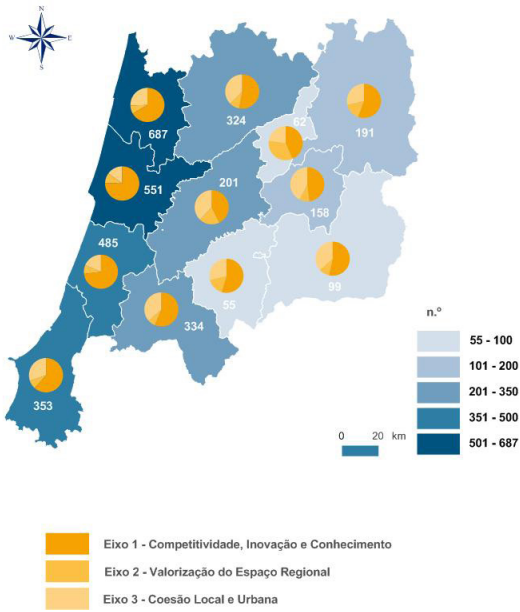 N
W E
S
687
324
62
191
551
201
158
485
55
99
334
353
n.º
55 - 100
101 - 200
201 - 350
351 - 500
501 - 687
0 20 km
Eixo 1 - Competitividade, Inovação e Conhecimento
Eixo 2 - Valorização do Espaço Regional
Eixo 3 - Coesão Local e Urbana